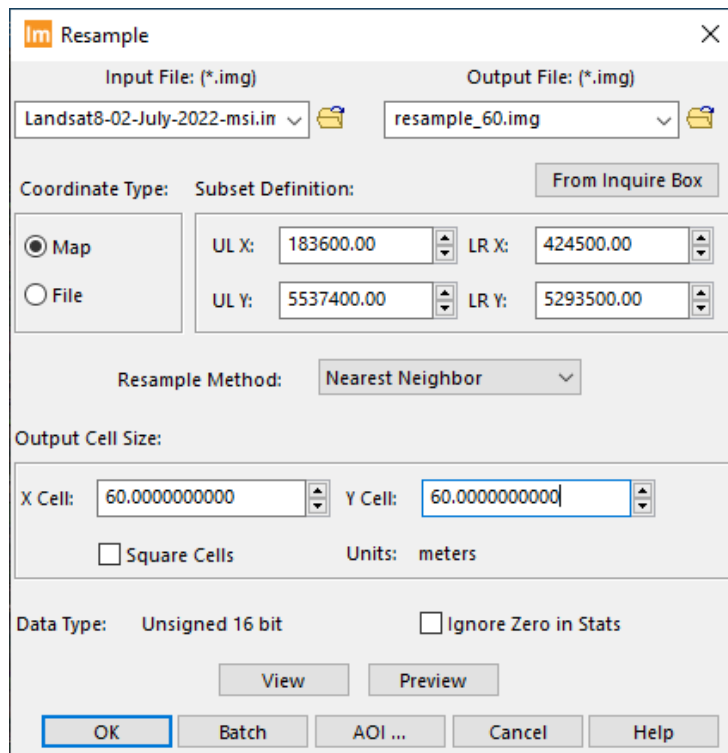 Im Resample
Input File: (*.img) Output File: (*.img)
Landsat8-02-July-2022-msi.in resample_60.img
From Inquire Box
Coordinate Type: Subset Definition:
Map UL X: 183600.00 LR X: 424500.00
File UL Y: 5537400.00 LR Y: 5293500.00
Resample Method: Nearest Neighbor
Output Cell Size:
X Cell: 60.0000000000 Y Cell: 60.0000000000
Square Cells Units: meters
Data Type: Unsigned 16 bit Ignore Zero in Stats
View Preview
OK Batch AOI ... Cancel Help